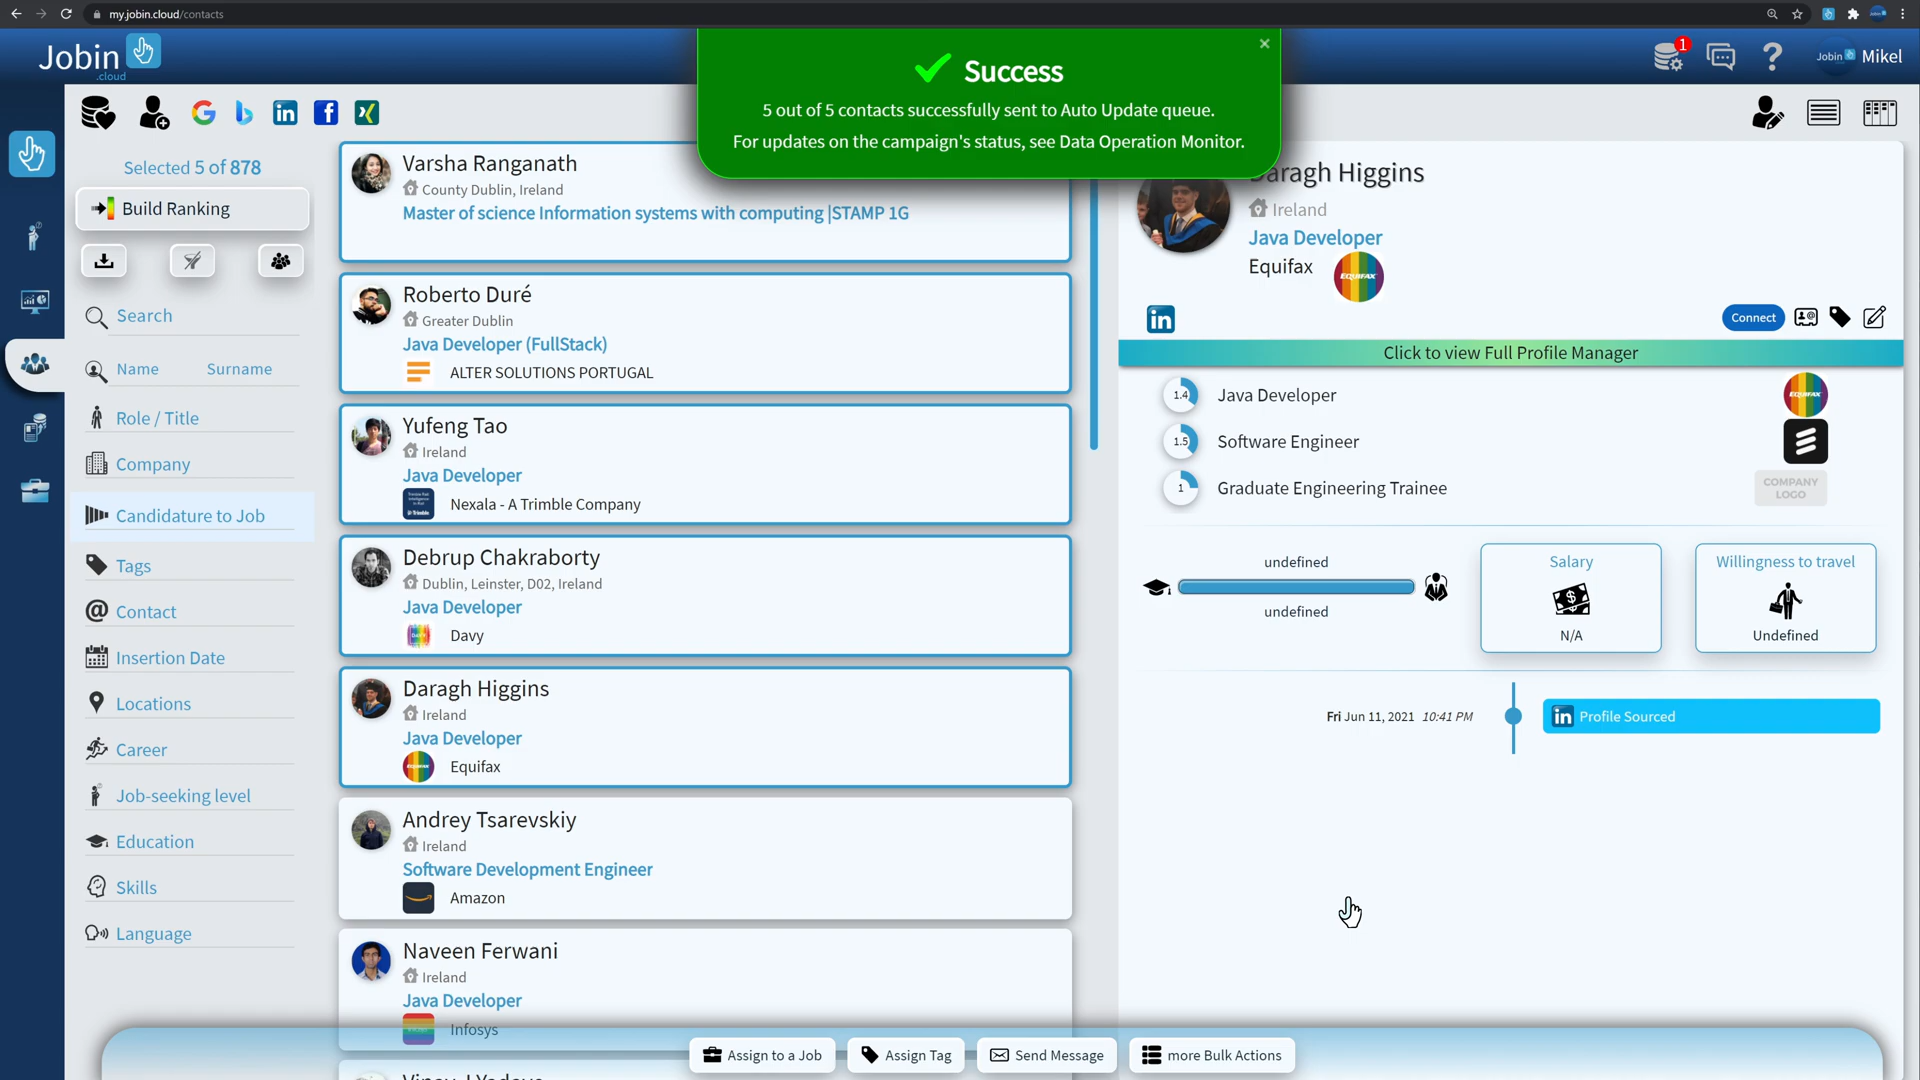 my.jobin.cloud/contacts
Jobin
.cloud
Success
5 out of 5 contacts successfully sent to Auto Update queue.
For updates on the campaign's status, see Data Operation Monitor.
1
Jobin
Mikel
Selected 5 of 878
Build Ranking
Search
Name Surname
Role / Title
Company
Candidature to Job
Tags
Contact
Insertion Date
Locations
Career
Job-seeking level
Education
Skills
Language
Varsha Ranganath
County Dublin, Ireland
Master of science Information systems with computing |STAMP 1G
Roberto Duré
Greater Dublin
Java Developer (FullStack)
ALTER SOLUTIONS PORTUGAL
Yufeng Tao
Ireland
Java Developer
Nexala - A Trimble Company
Debrup Chakraborty
Dublin, Leinster, D02, Ireland
Java Developer
Davy
Daragh Higgins
Ireland
Java Developer
Equifax
Andrey Tsarevskiy
Ireland
Software Development Engineer
Amazon
Naveen Ferwani
Ireland
Java Developer
Infosys
Daragh Higgins
Ireland
Java Developer
Equifax
EQUIFAX
Connect
Click to view Full Profile Manager
1.4 Java Developer
EQUIFAX
1.5 Software Engineer
1 Graduate Engineering Trainee
COMPANY
LOGO
undefined
undefined
Salary
N/A
Willingness to travel
Undefined
Fri Jun 11, 2021 10:41 PM
Profile Sourced
Assign to a Job
Assign Tag
Send Message
more Bulk Actions